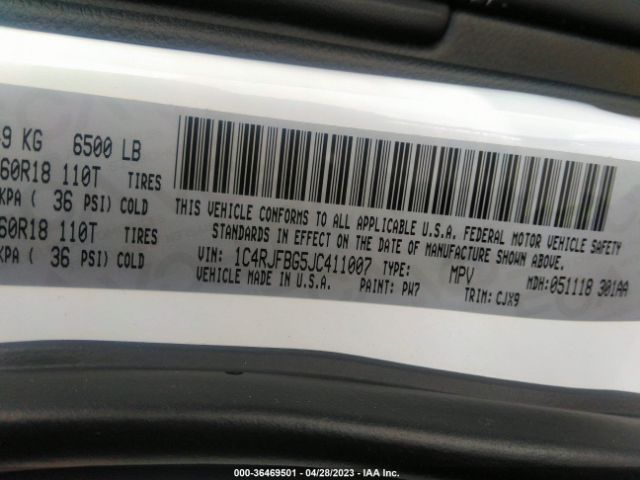 9 KG 6500 LB
60R18 110T TIRES
KPA ( 36 PSI) COLD
60R18 110T TIRES
KPA ( 36 PSI) COLD
THIS VEHICLE CONFORMS TO ALL APPLICABLE U.S.A. FEDERAL MOTOR VEHICLE SAFETY
STANDARDS IN EFFECT ON THE DATE OF MANUFACTURE SHOWN ABOVE.
VIN: 1C4RJFBG5JC411007 TYPE: MPV MDH: 051118 301AA
VEHICLE MADE IN U.S.A. PAINT: PW7 TRIM: CJX9
000-36469501 - 04/28/2023 - IAA Inc.